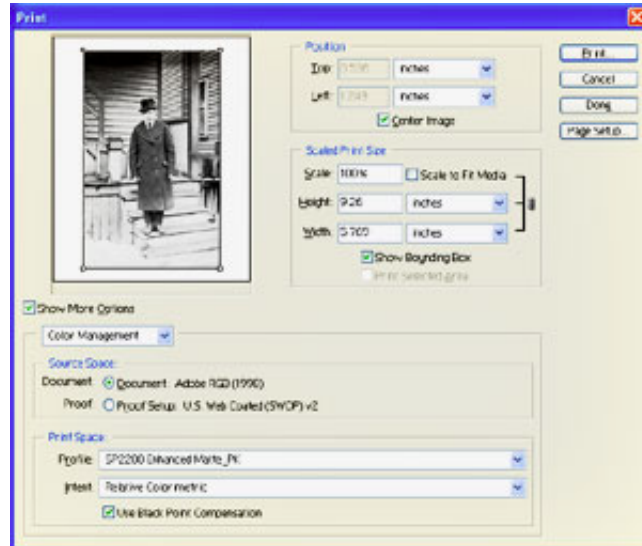 Print
Position
Top: inches
Left: inches
Center Image
Scaled Print Size
Scale: 100% Scale to Fit Media
Height: 9.26 inches
Width: 5.769 inches
Show Bounding Box
Print Selected Area
Print...
Cancel
Done
Page Setup...
Show More Options
Color Management
Source Space:
Document: Document: Adobe RGB (1998)
Proof Proof Setup: U.S. Web Coated (SWOP) v2
Print Space:
Profile: SP2200 Enhanced Matte_PK
Intent: Relative Colorimetric
Use Black Point Compensation